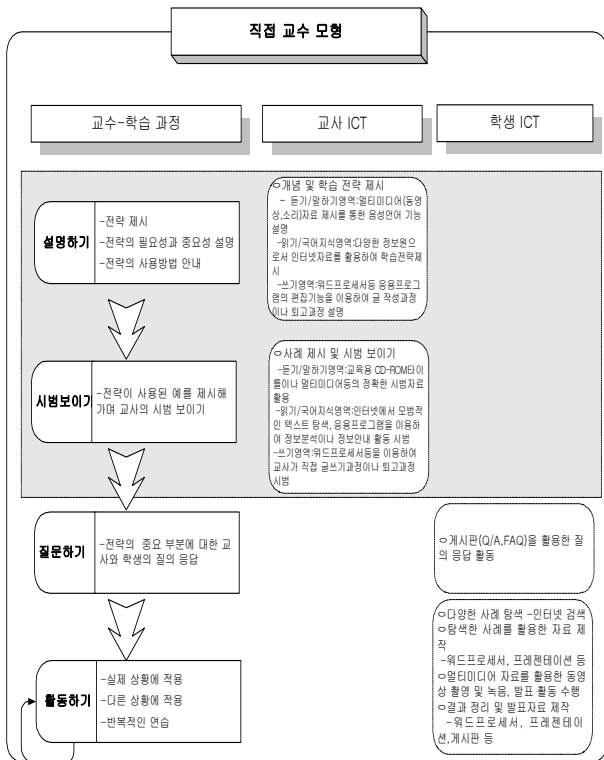 직접 교수 모형
교수-학습 과정
교사 ICT
학생 ICT
설명하기
-전략 제시
-전략의 필요성과 중요성 설명
-전략의 사용방법 안내
○개념 및 학습 전략 제시
- 듣기/말하기영역:멀티미디어(동영
상,소리)자료 제시를 통한 음성언어 기능
설명
-읽기/국어지식영역:다양한 정보원으
로서 인터넷자료를 활용하여 학습전략제
시
-쓰기영역:워드프로세서등 응용프로그
램의 편집기능을 이용하여 글 작성과정
이나 퇴고과정 설명
시범보이기
-전략이 사용된 예를 제시해
가며 교사의 시범 보이기
○사례 제시 및 시범 보이기
-듣기/말하기영역:교육용 CD-ROM타이
틀이나 멀티미디어등의 정확한 시범자료
활용
-읽기/국어지식영역:인터넷에서 모범적
인 텍스트 탐색, 응용프로그램을 이용하
여 정보분석이나 정보안내 활동 시범
-쓰기영역:워드프로세서등을 이용하여
교사가 직접 글쓰기과정이나 퇴고과정
시범
질문하기
-전략의 중요 부분에 대한 교
사와 학생의 질의 응답
○게시판(Q/A,FAQ)을 활용한 질
의 응답 활동
활동하기
-실제 상황에 적용
-다른 상황에 적용
-반복적인 연습
○다양한 사례 탐색 -인터넷 검색
○탐색한 사례를 활용한 자료 제
작
-워드프로세서, 프레젠테이션 등
○멀티미디어 자료를 활용한 동영
상 촬영 및 녹음, 발표 활동 수행
○결과 정리 및 발표자료 제작
-워드프로세서, 프레젠테이
션,게시판 등